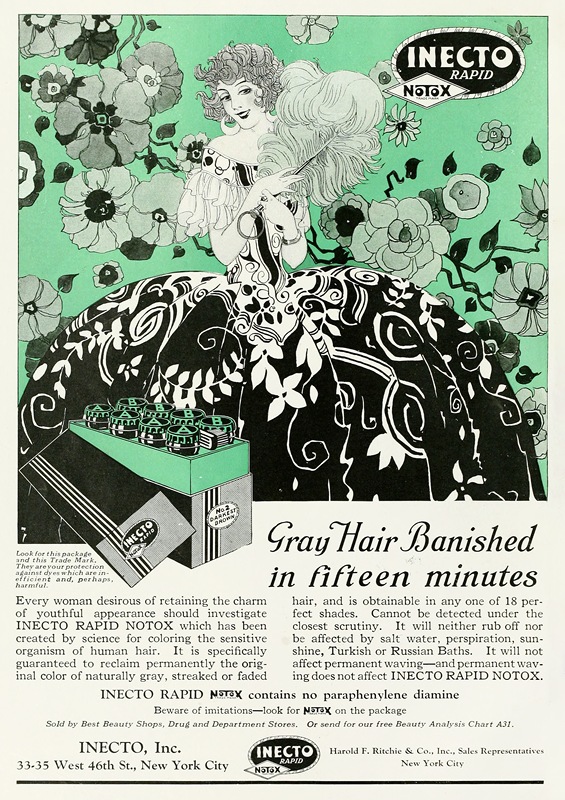 INECTO
RAPID
NOTOX
TRADE MARK
No. 2
DARKEST
BROWN
INECTO
RAPID
Look for this package
and this Trade Mark.
They are your protection
against dyes which are in-
efficient and, perhaps,
harmful.
Gray Hair Banished
in fifteen minutes
Every woman desirous of retaining the charm
of youthful appearance should investigate
INECTO RAPID NOTOX which has been
created by science for coloring the sensitive
organism of human hair. It is specifically
guaranteed to reclaim permanently the orig-
inal color of naturally gray, streaked or faded
hair, and is obtainable in any one of 18 per-
fect shades. Cannot be detected under the
closest scrutiny. It will neither rub off nor
be affected by salt water, perspiration, sun-
shine, Turkish or Russian Baths. It will not
affect permanent waving—and permanent wav-
ing does not affect INECTO RAPID NOTOX.
INECTO RAPID NOTOX contains no paraphenylene diamine
Beware of imitations—look for NOTOX on the package
Sold by Best Beauty Shops, Drug and Department Stores. Or send for our free Beauty Analysis Chart A31.
INECTO, Inc.
33-35 West 46th St., New York City
INECTO
RAPID
NOTOX
Harold F. Ritchie & Co., Inc., Sales Representatives
New York City